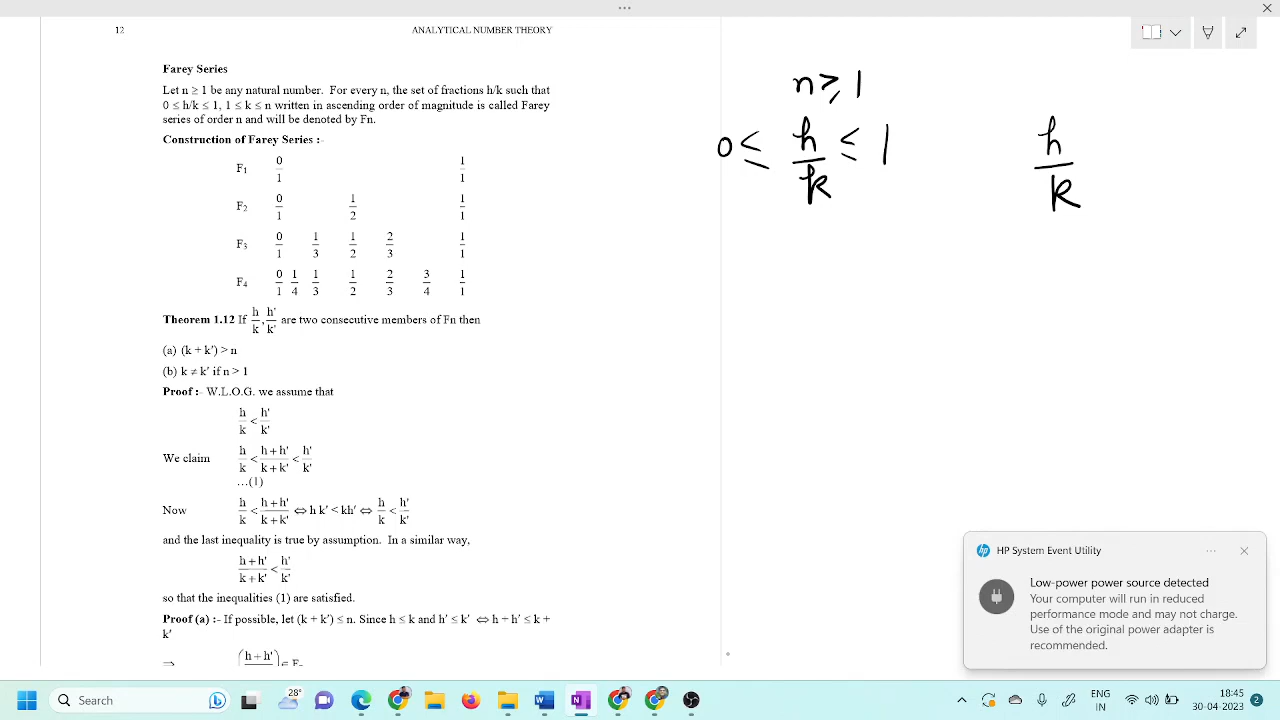 12 ANALYTICAL NUMBER THEORY
Farey Series
Let n ≥ 1 be any natural number. For every n, the set of fractions h/k such that
0 ≤ h/k ≤ 1, 1 ≤ k ≤ n written in ascending order of magnitude is called Farey
series of order n and will be denoted by Fn.
Construction of Farey Series :-
F₁ 0/1 1/1
F₂ 0/1 1/2 1/1
F₃ 0/1 1/3 1/2 2/3 1/1
F₄ 0/1 1/4 1/3 1/2 2/3 3/4 1/1
Theorem 1.12 If h/k, h'/k' are two consecutive members of Fn then
(a) (k + k') > n
(b) k ≠ k' if n > 1
Proof :- W.L.O.G. we assume that
h/k < h'/k'
We claim h/k < (h + h')/(k + k') < h'/k'
…(1)
Now h/k < (h + h')/(k + k') ⇔ h k' < kh' ⇔ h/k < h'/k'
and the last inequality is true by assumption. In a similar way,
(h + h')/(k + k') < h'/k'
so that the inequalities (1) are satisfied.
Proof (a) :- If possible, let (k + k') ≤ n. Since h ≤ k and h' ≤ k' ⇔ h + h' ≤ k +
k'
⇒ (h + h') ∈ F
n ≥ 1
0 ≤ h/k ≤ 1
h/k
HP System Event Utility
Low-power power source detected
Your computer will run in reduced
performance mode and may not charge.
Use of the original power adapter is
recommended.
Search
28°
ENG
IN
18:45
30-04-2023
2